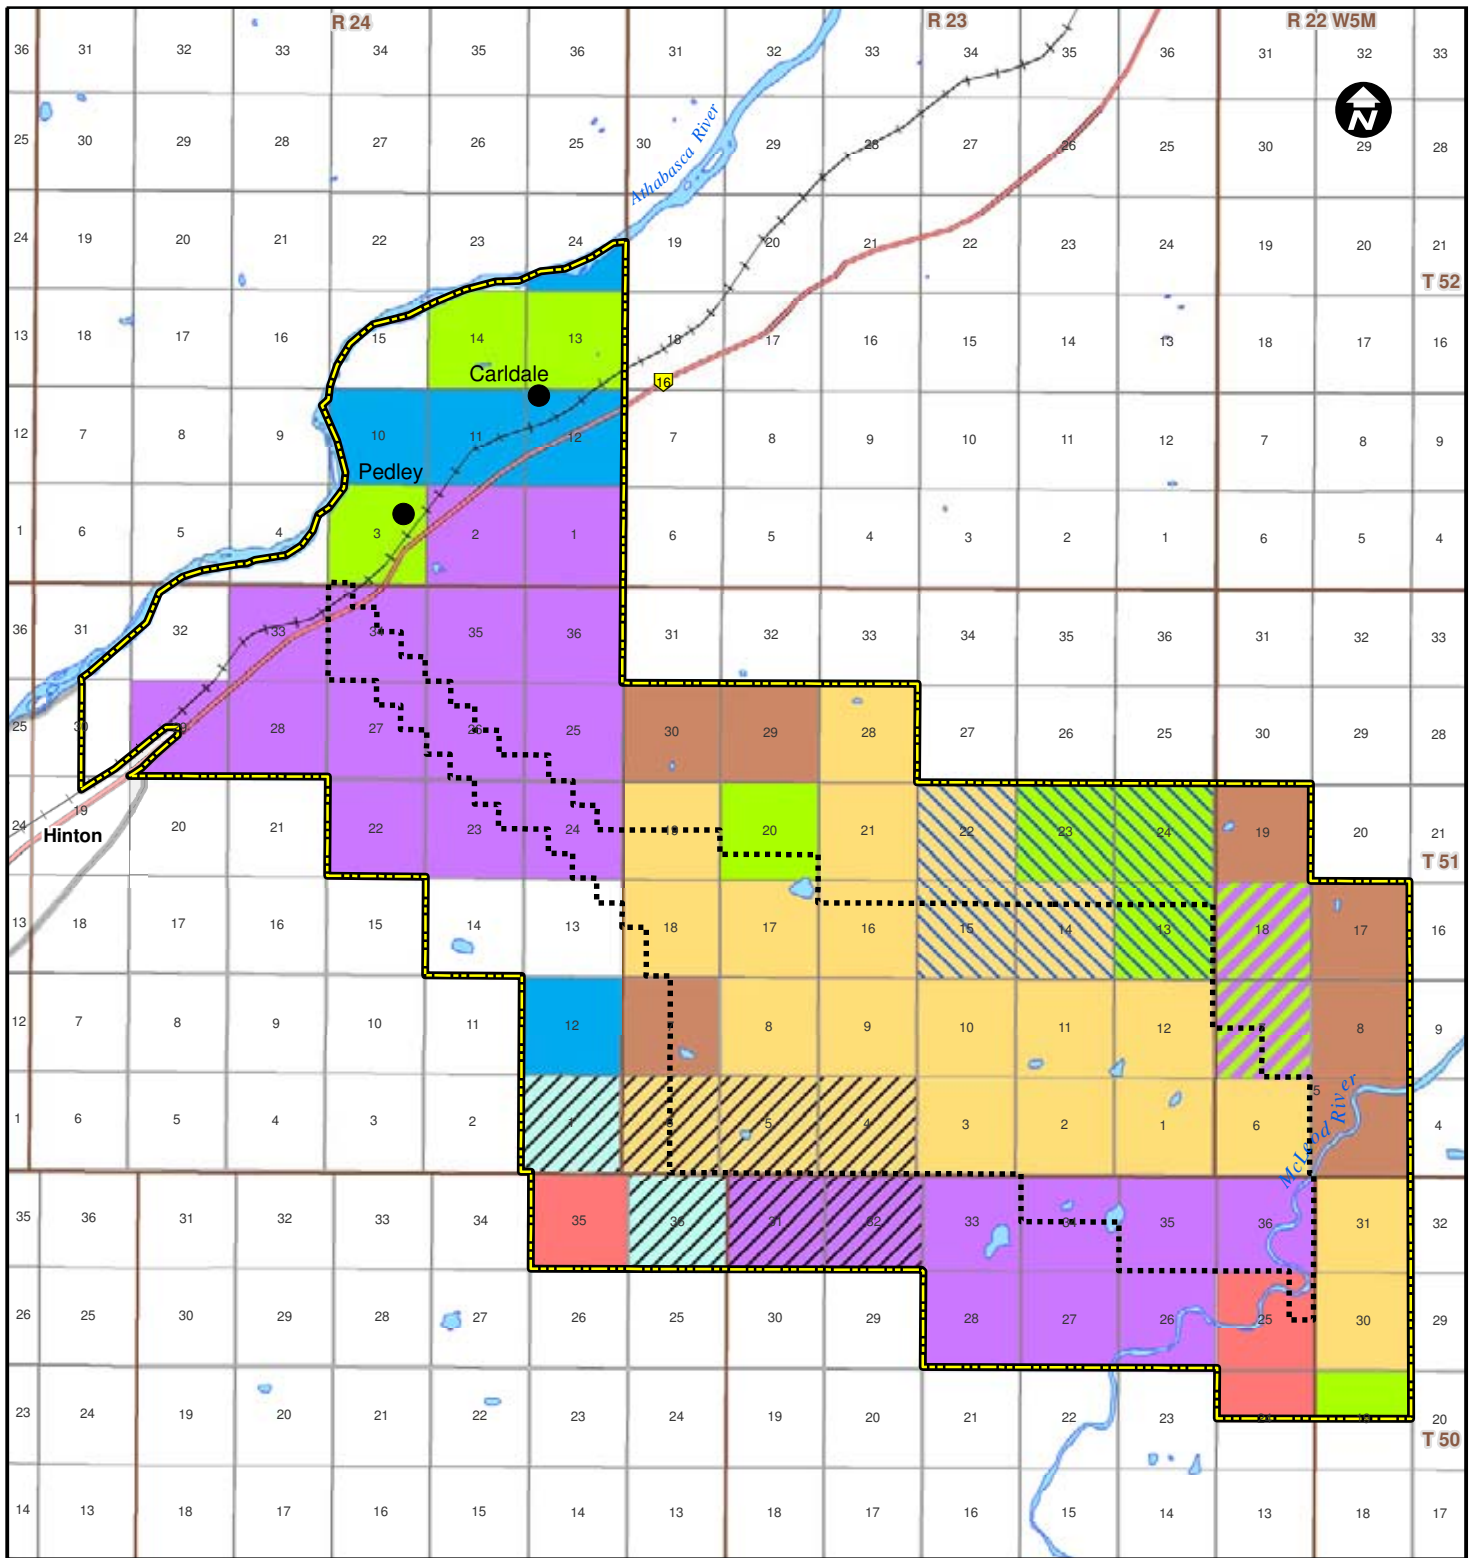 R 24 R 23 R 22 W5M
36 31 32 33 34 35 36 31 32 33 34 35 36 31 32 33
N
Athabasca River
25 30 29 28 27 26 25 30 29 28 27 26 25 30 29 28
24 19 20 21 22 23 24 19 20 21 22 23 24 19 20 21
T 52
13 18 17 16 15 14 13 18 17 16 15 14 13 18 17 16
Carldale
16
12 7 8 9 10 11 12 7 8 9 10 11 12 7 8 9
Pedley
1 6 5 4 3 2 1 6 5 4 3 2 1 6 5 4
36 31 32 33 34 35 36 31 32 33 34 35 36 31 32 33
25 30 28 27 26 25 30 29 28 27 26 25 30 29 28
24 19 20 21 22 23 24 19 20 21 22 23 24 19 20 21
Hinton
T 51
13 18 17 16 15 14 13 18 17 16 15 14 13 18 17 16
12 7 8 9 10 11 12 8 9 10 11 12 7 8 9
McLeod River
1 6 5 4 3 2 1 5 4 3 2 1 6 5 4
35 36 31 32 33 34 35 36 31 32 33 34 35 36 31 32
26 25 30 29 28 27 26 25 30 29 28 27 26 25 30 29
23 24 19 20 21 22 23 24 19 20 21 22 23 24 19 20
T 50
14 13 18 17 16 15 14 13 18 17 16 15 14 13 18 17